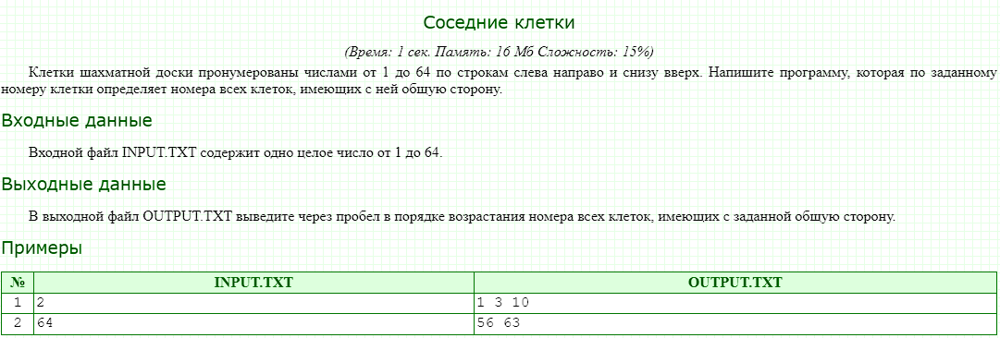 Соседние клетки
(Время: 1 сек. Память: 16 Мб Сложность: 15%)
Клетки шахматной доски пронумерованы числами от 1 до 64 по строкам слева направо и снизу вверх. Напишите программу, которая по заданному
номеру клетки определяет номера всех клеток, имеющих с ней общую сторону.
Входные данные
Входной файл INPUT.TXT содержит одно целое число от 1 до 64.
Выходные данные
В выходной файл OUTPUT.TXT выведите через пробел в порядке возрастания номера всех клеток, имеющих с заданной общую сторону.
Примеры
№ INPUT.TXT OUTPUT.TXT
1 2 1 3 10
2 64 56 63